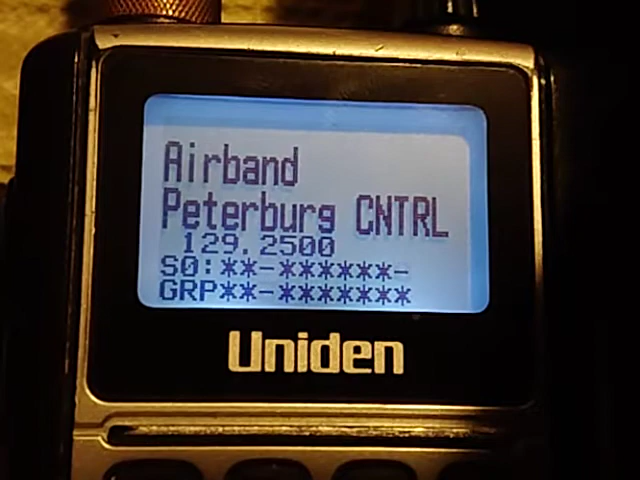 Airband
Peterburg CNTRL
129.2500
S0:**-******-
GRP**-*******
Uniden